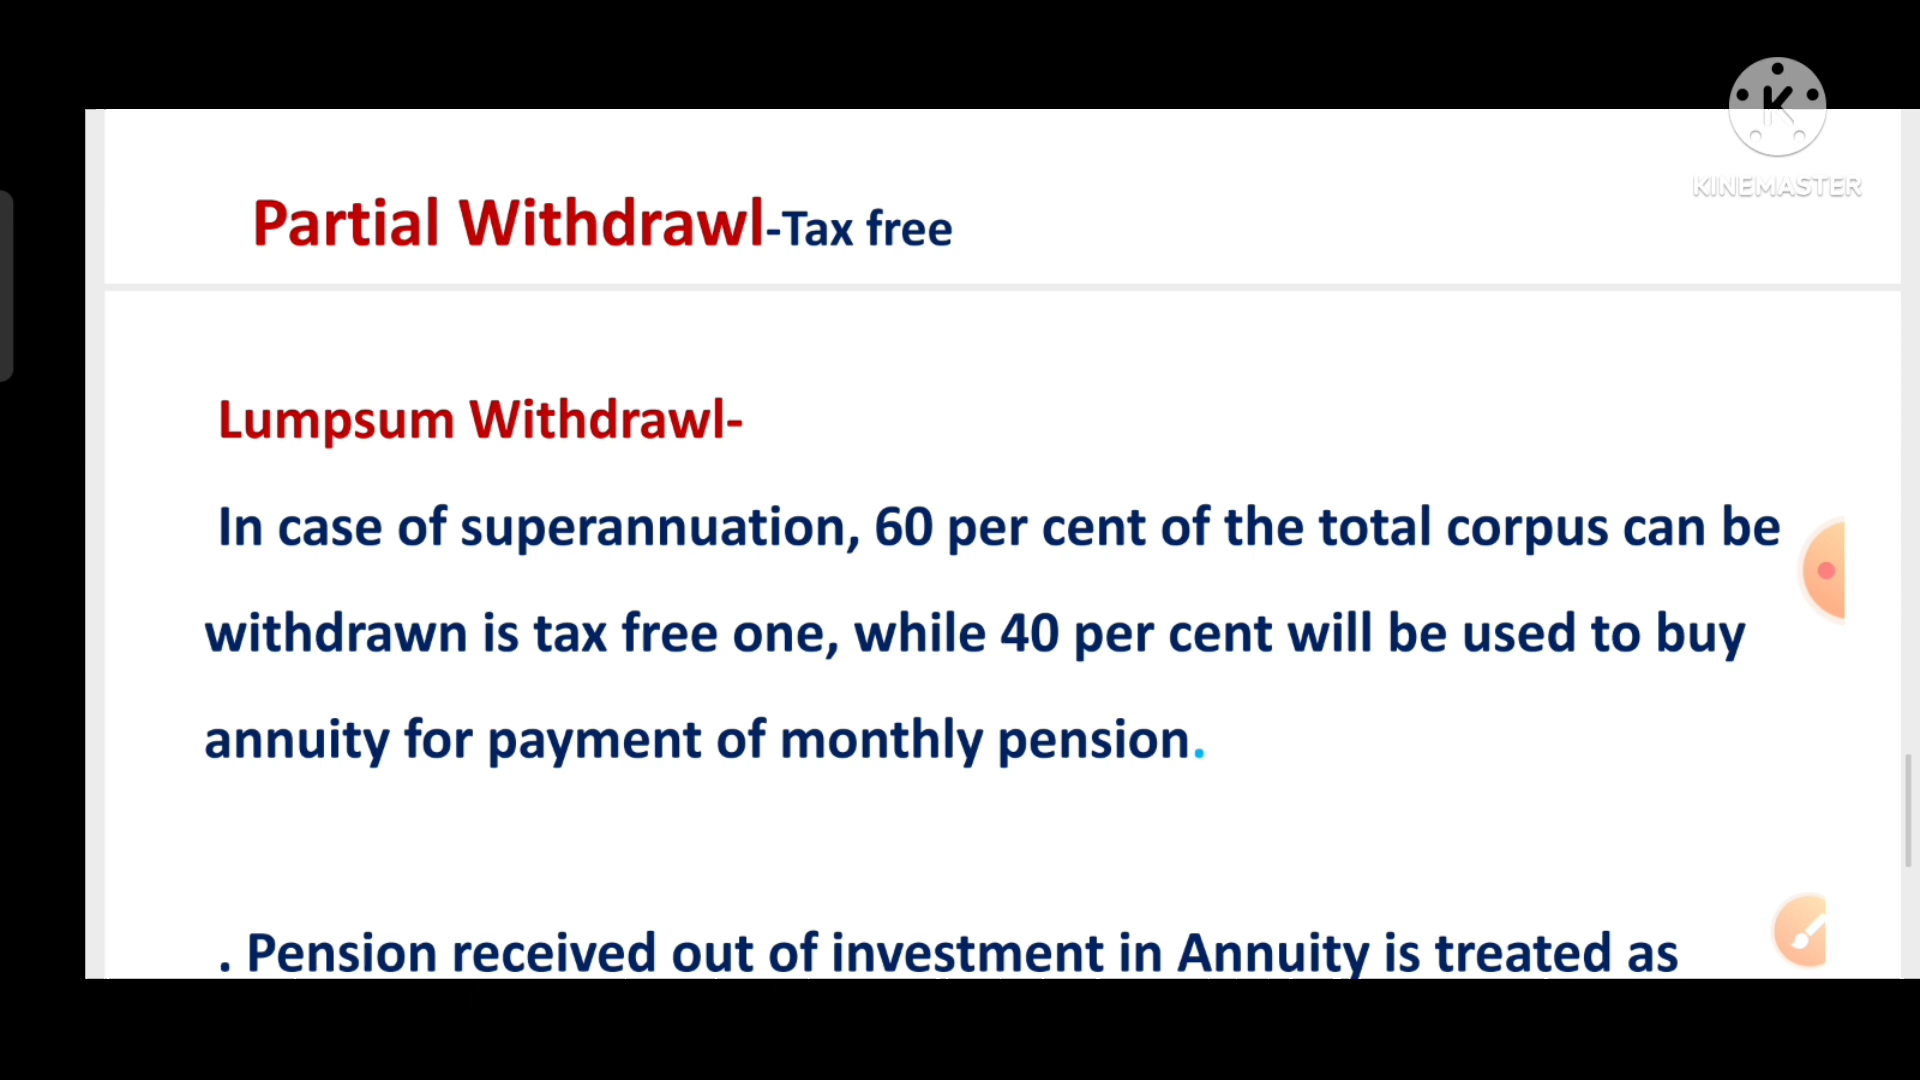 KINEMASTER
Partial Withdrawl-Tax free
Lumpsum Withdrawl-
In case of superannuation, 60 per cent of the total corpus can be
withdrawn is tax free one, while 40 per cent will be used to buy
annuity for payment of monthly pension.
. Pension received out of investment in Annuity is treated as